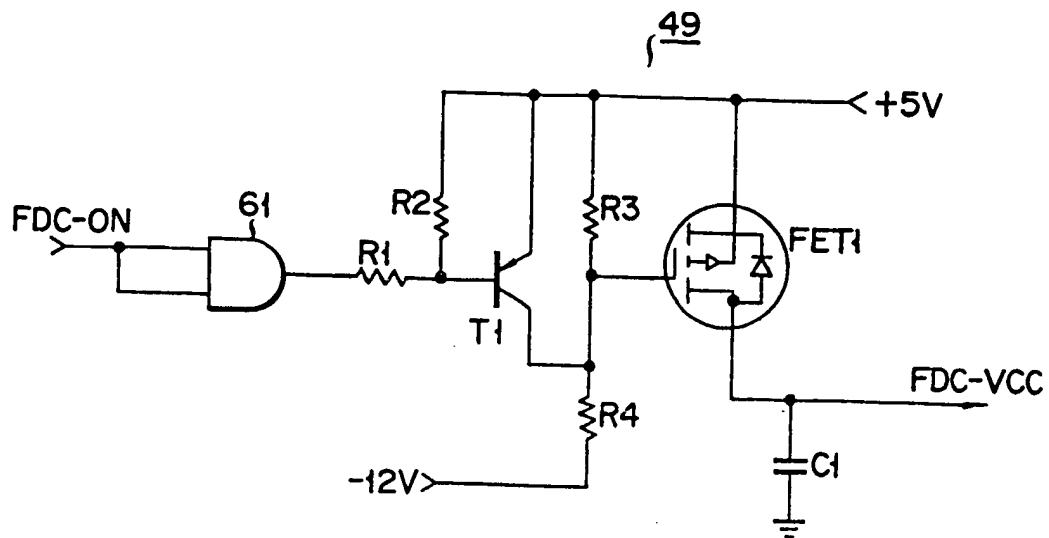 49
+5V
61
FDC-ON
R2
R3
R1
FET1
T1
FDC-VCC
R4
-12V
C1